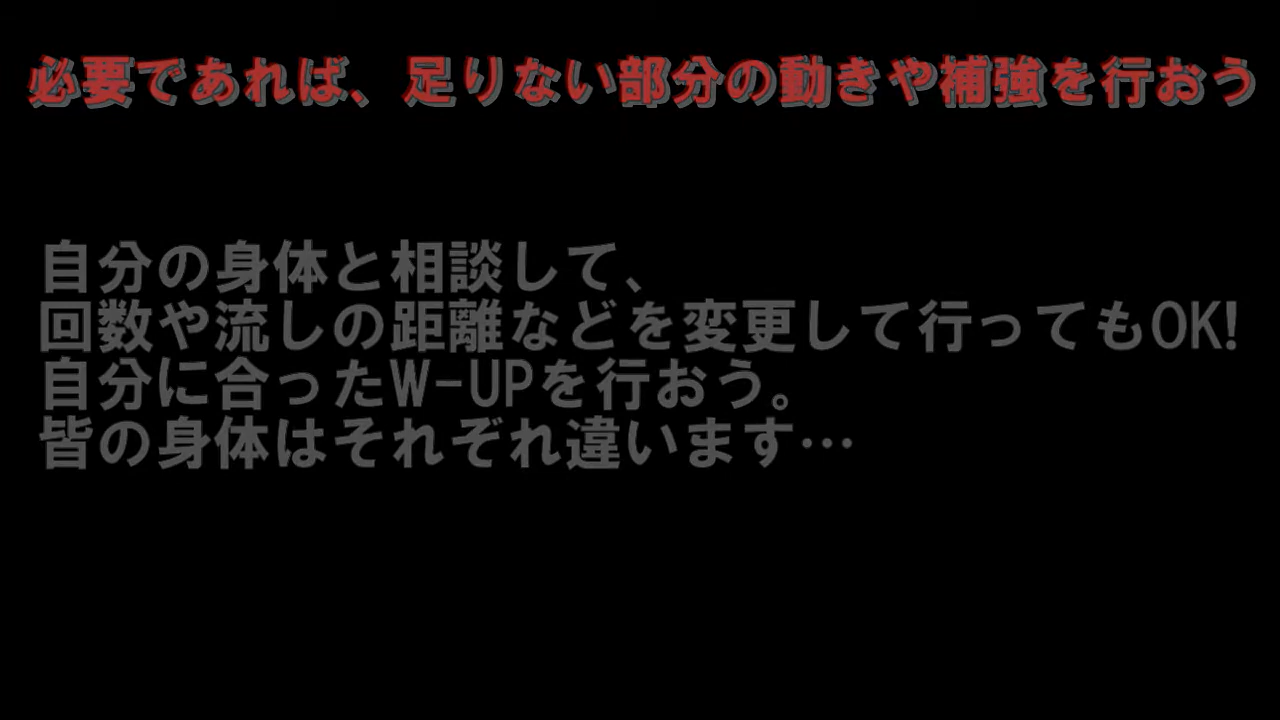 必要であれば、足りない部分の動きや補強を行おう
自分の身体と相談して、
回数や流しの距離などを変更して行ってもOK!
自分に合ったW-UPを行おう。
皆の身体はそれぞれ違います…